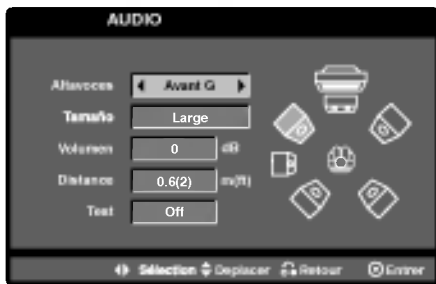 AUDIO
Altavoces Avant G
Tamaño Large
Volumen 0 dB
Distance 0.6(2) m(ft)
Test Off
Sélection Deplacer Retour Entrer